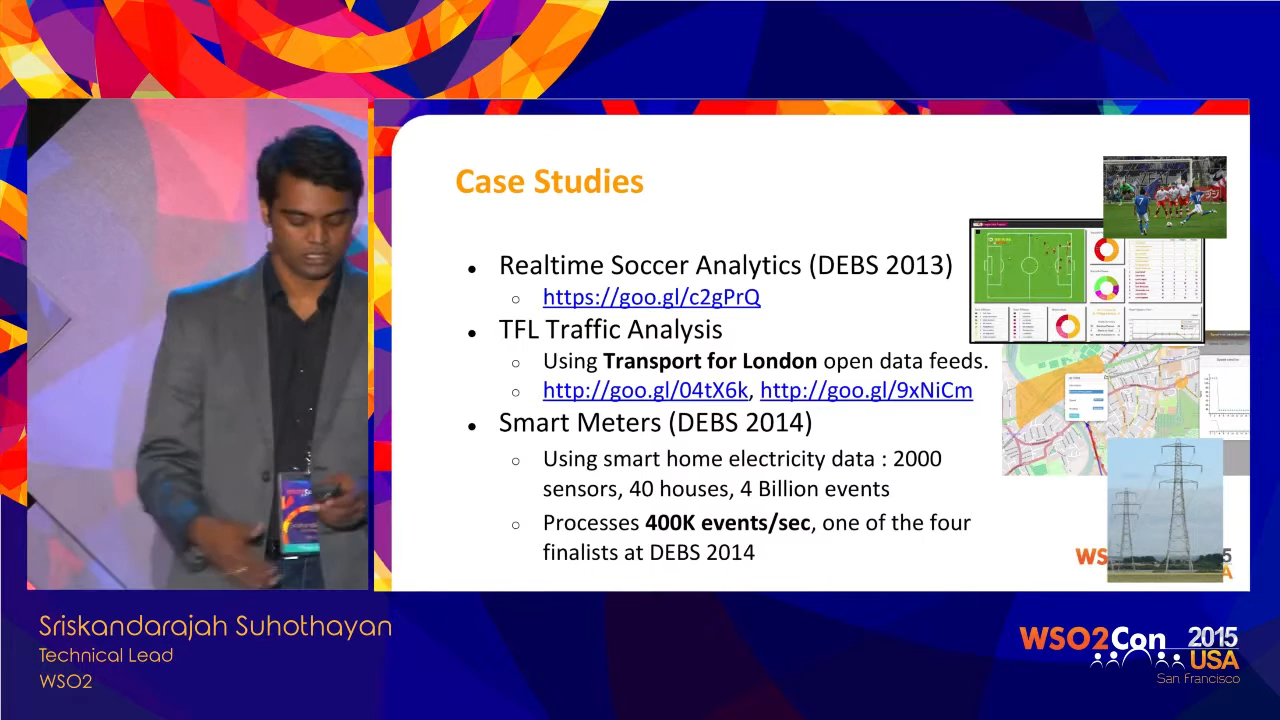 Case Studies
Realtime Soccer Analytics (DEBS 2013)
https://goo.gl/c2gPrQ
TFL Traffic Analysis
Using Transport for London open data feeds.
http://goo.gl/04tX6k, http://goo.gl/9xNiCm
Smart Meters (DEBS 2014)
Using smart home electricity data : 2000
sensors, 40 houses, 4 Billion events
Processes 400K events/sec, one of the four
finalists at DEBS 2014
WS
5
A
Sriskandarajah Suhothayan
Technical Lead
WSO2
WSO2Con 2015
USA
San Francisco